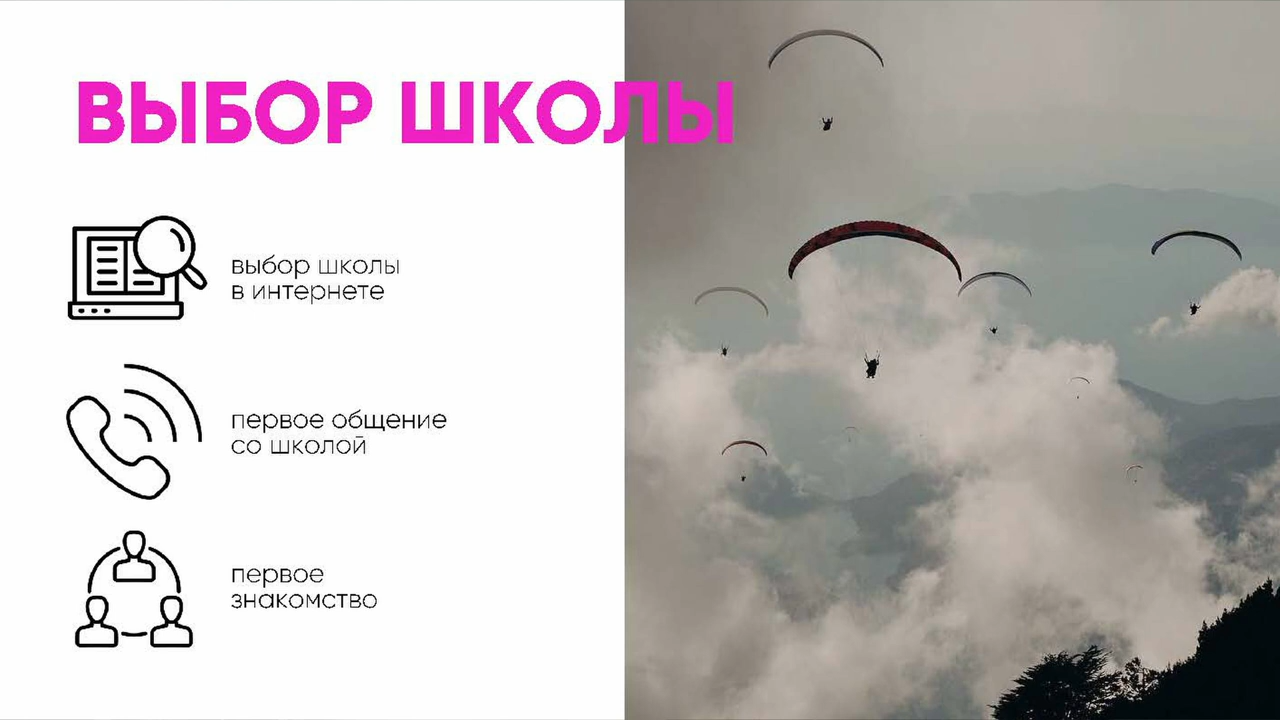 ВЫБОР ШКОЛЫ
выбор школы
в интернете
первое общение
со школой
первое
знакомство